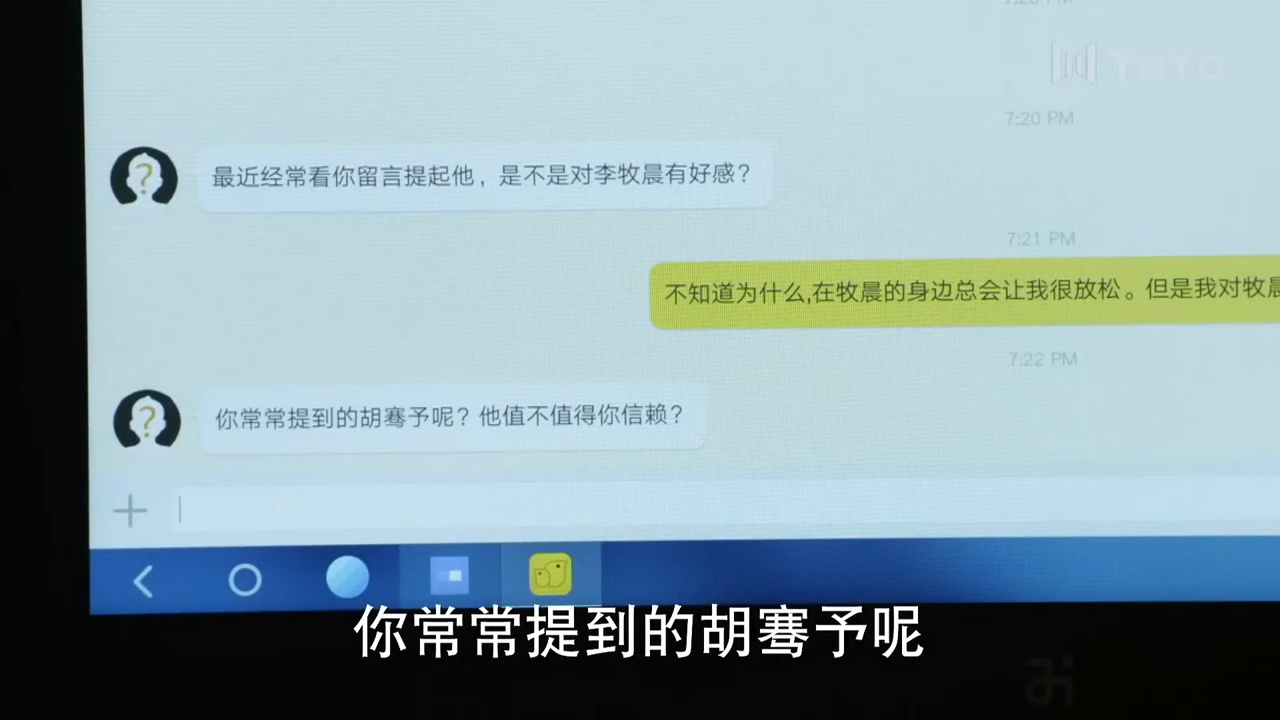 YoYo
7:20 PM
最近经常看你留言提起他，是不是对李牧晨有好感？
7:21 PM
不知道为什么,在牧晨的身边总会让我很放松。但是我对牧晨
7:22 PM
你常常提到的胡骞予呢？他值不值得你信赖？
你常常提到的胡骞予呢